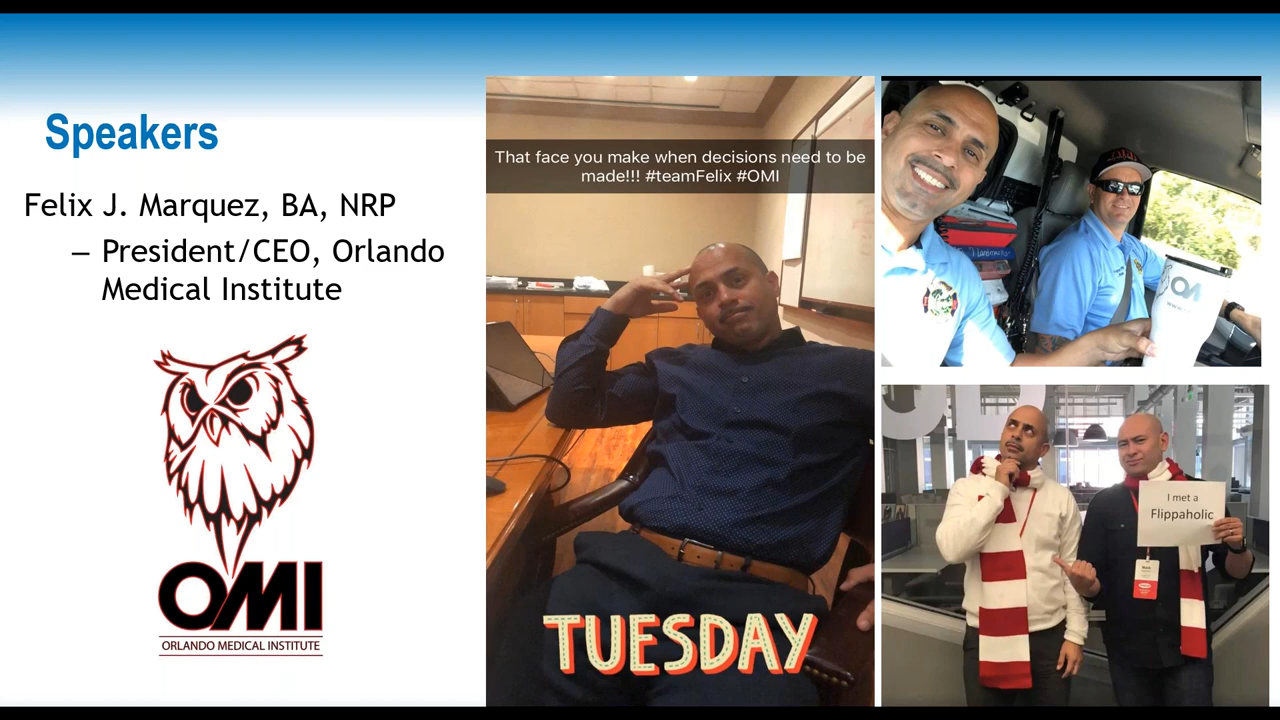 Speakers
Felix J. Marquez, BA, NRP
– President/CEO, Orlando
Medical Institute
OMI
ORLANDO MEDICAL INSTITUTE
That face you make when decisions need to be
made!!! #teamFelix #OMI
TUESDAY
I met a
Flippaholic